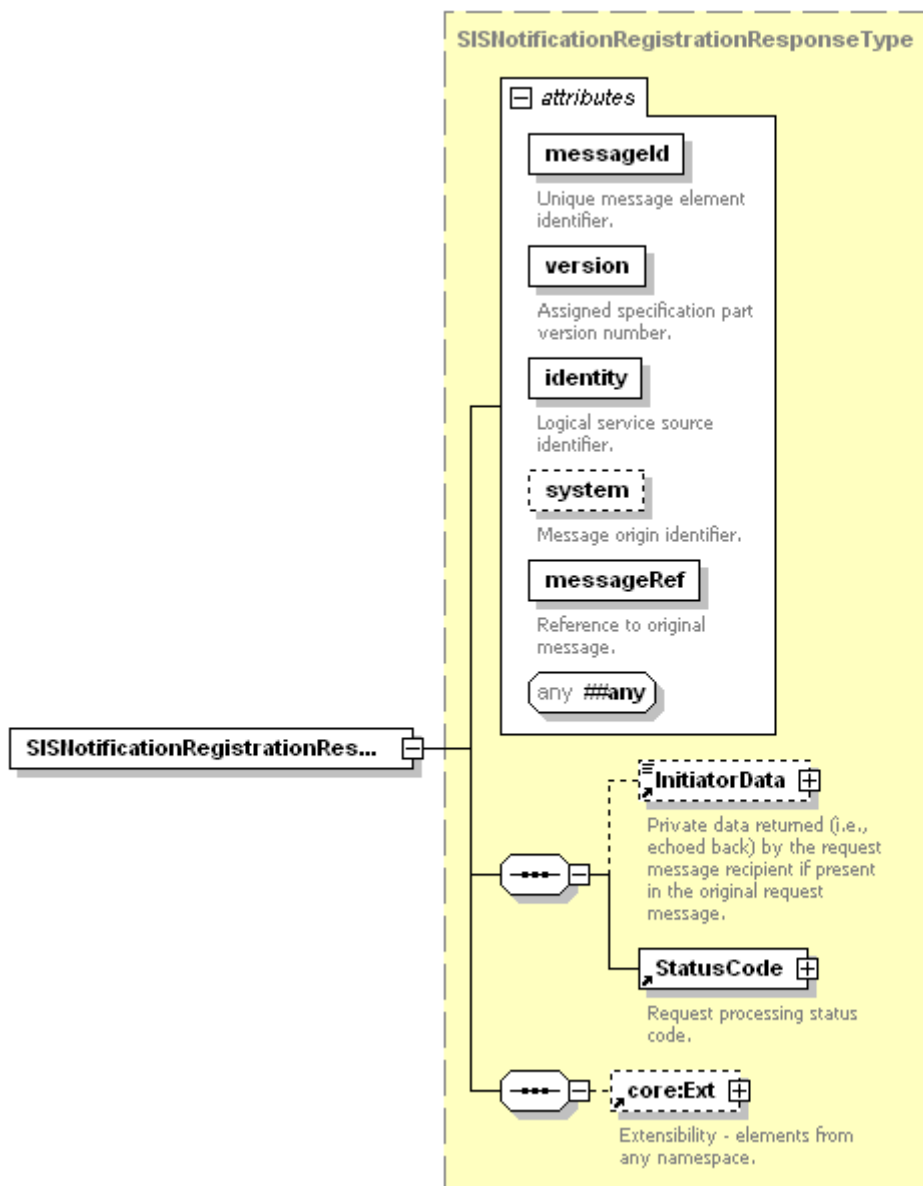 SISNotificationRegistrationResponseType
attributes
messageId
Unique message element
identifier.
version
Assigned specification part
version number.
identity
Logical service source
identifier.
system
Message origin identifier.
messageRef
Reference to original
message.
any ##any
SISNotificationRegistrationRes...
InitiatorData
Private data returned (i.e.,
echoed back) by the request
message recipient if present
in the original request
message.
StatusCode
Request processing status
code.
core:Ext
Extensibility - elements from
any namespace.